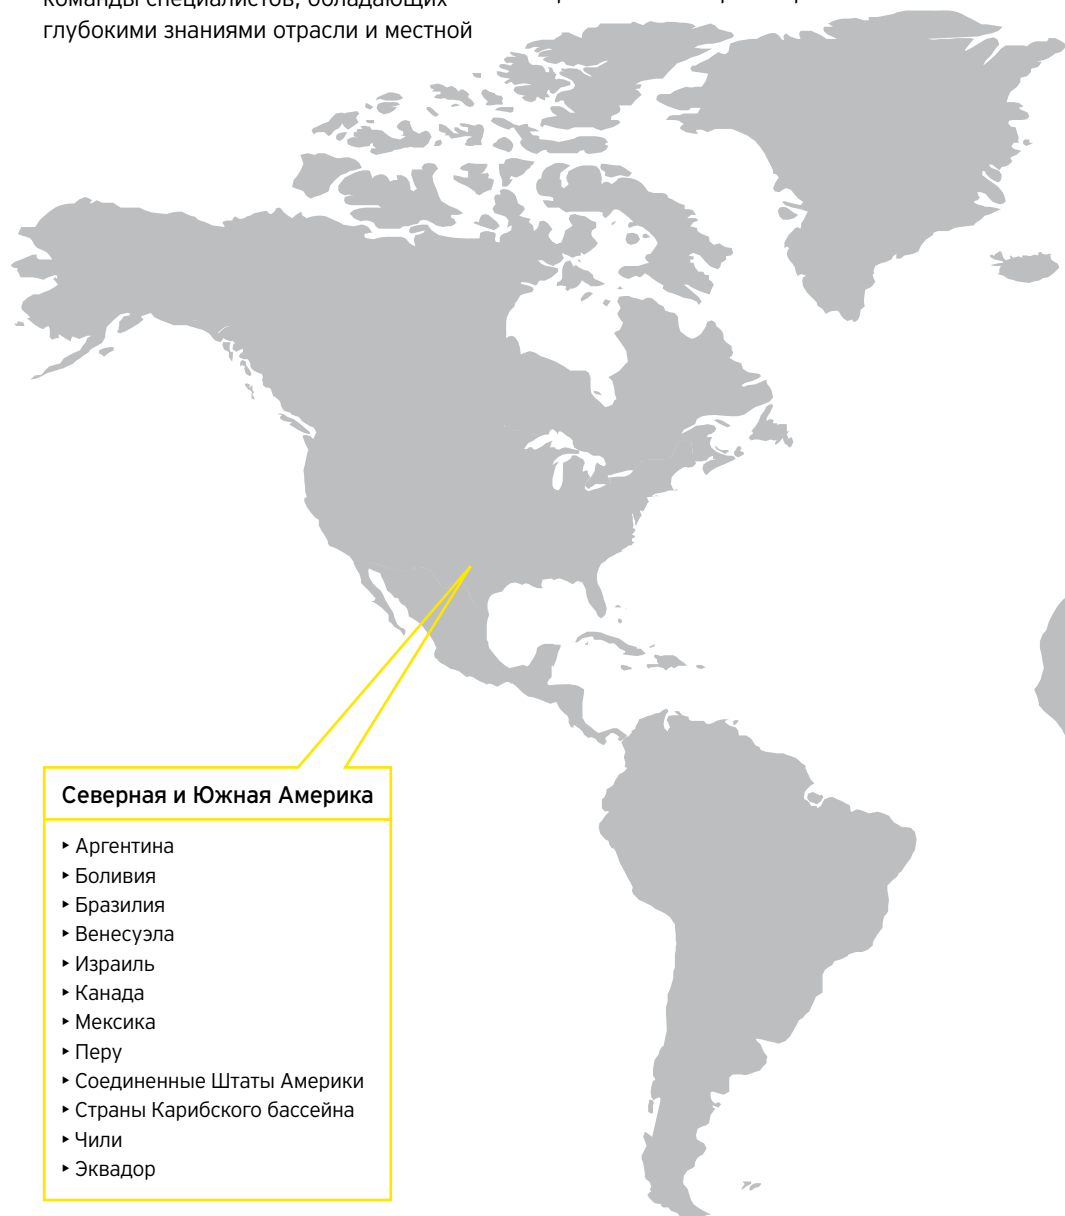 команды специалистов, обладающих
глубокими знаниями отрасли и местной
Северная и Южная Америка
‣ Аргентина
‣ Боливия
‣ Бразилия
‣ Венесуэла
‣ Израиль
‣ Канада
‣ Мексика
‣ Перу
‣ Соединенные Штаты Америки
‣ Страны Карибского бассейна
‣ Чили
‣ Эквадор